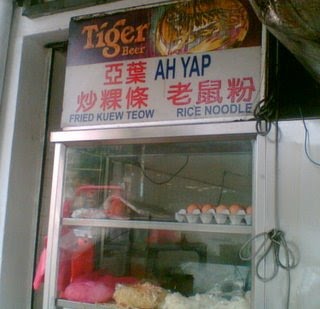 Tiger
Beer
亞葉 AH YAP
炒粿條 老鼠粉
FRIED KUEW TEOW RICE NOODLE